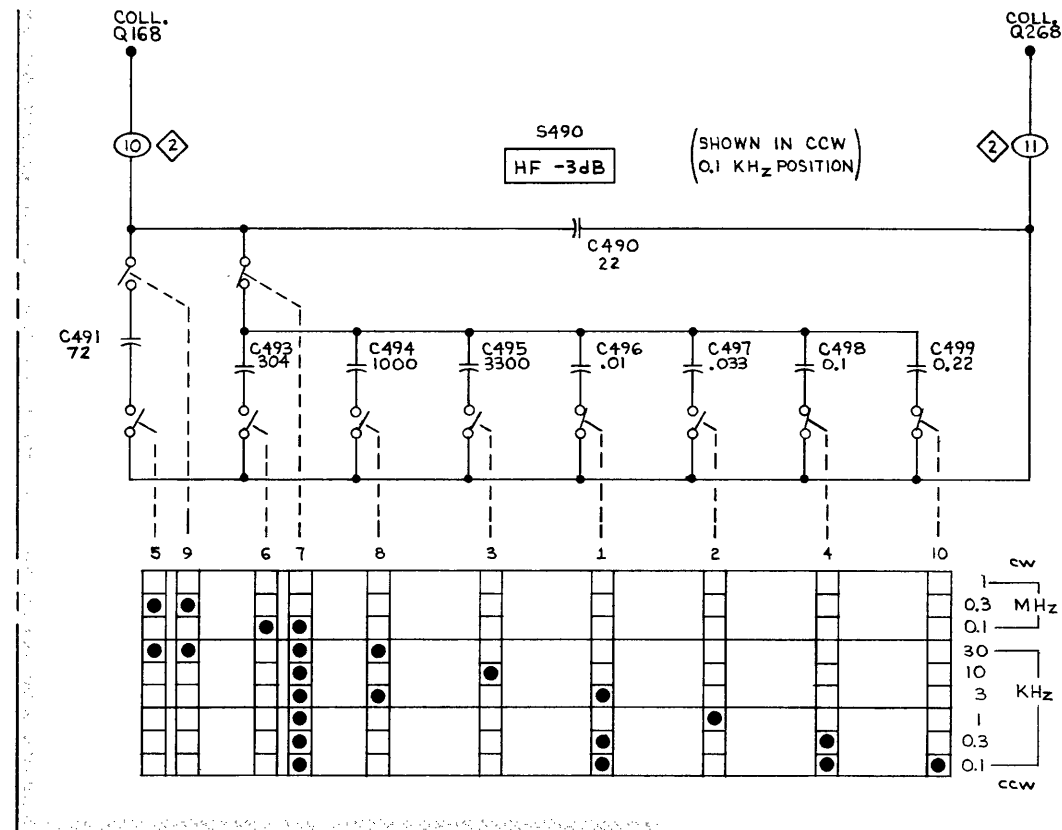 COLL.
Q168
COLL.
Q268
10
2
S490
HF -3dB
(SHOWN IN CCW
0.1 KHz POSITION)
2
11
C490
22
C491
72
C493
304
C494
1000
C495
3300
C496
.01
C497
.033
C498
0.1
C499
0.22
5 9 6 7 8 3 1 2 4 10
CW
1
0.3 MHz
0.1
30
10
3 KHz
1
0.3
0.1
CCW